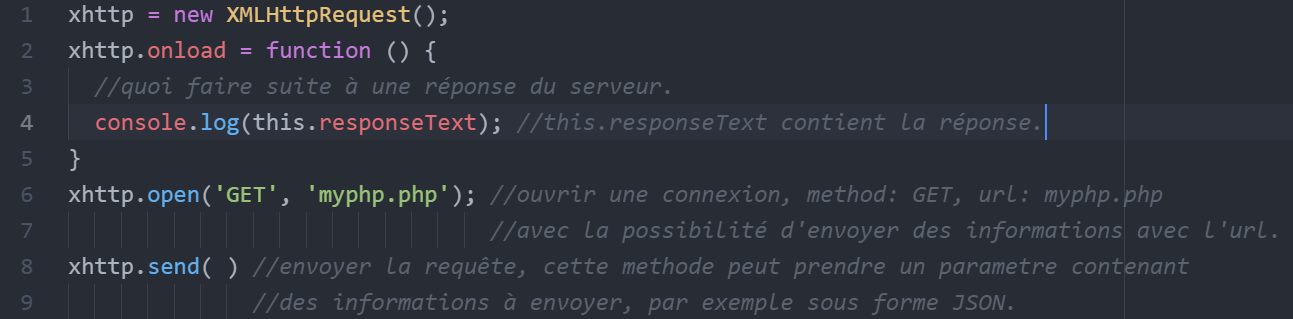 1 xhttp = new XMLHttpRequest();
2 xhttp.onload = function () {
3 //quoi faire suite à une réponse du serveur.
4 console.log(this.responseText); //this.responseText contient la réponse.
5 }
6 xhttp.open('GET', 'myphp.php'); //ouvrir une connexion, method: GET, url: myphp.php
7 //avec la possibilité d'envoyer des informations avec l'url.
8 xhttp.send( ) //envoyer la requête, cette methode peut prendre un parametre contenant
9 //des informations à envoyer, par exemple sous forme JSON.